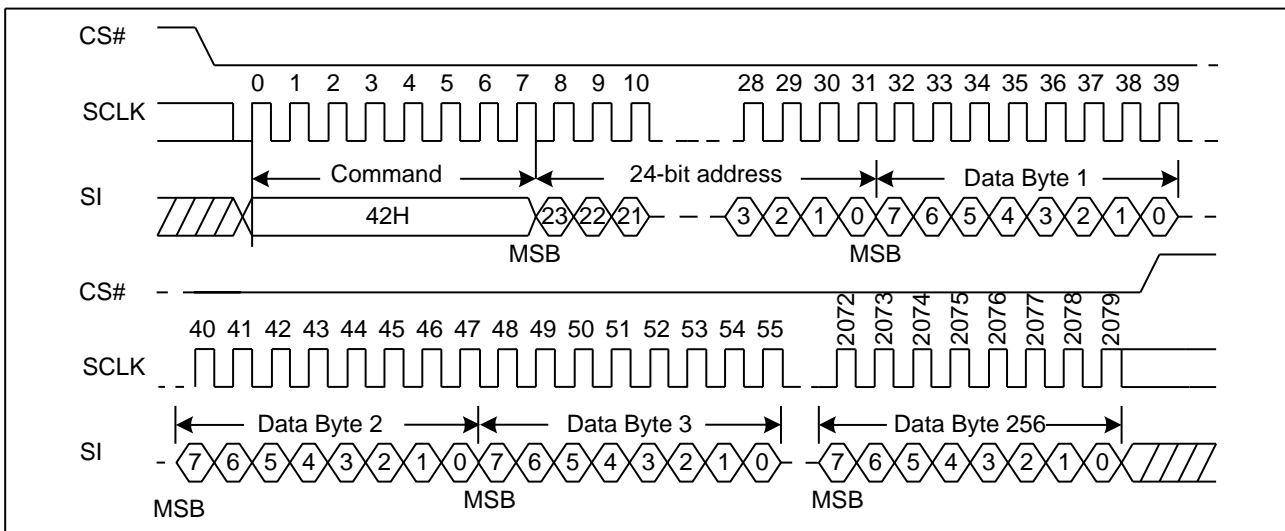 CS#
0 1 2 3 4 5 6 7 8 9 10 28 29 30 31 32 33 34 35 36 37 38 39
SCLK
Command 24-bit address Data Byte 1
SI
42H 23 22 21 3 2 1 0 7 6 5 4 3 2 1 0
MSB MSB
CS#
40 41 42 43 44 45 46 47 48 49 50 51 52 53 54 55 2072 2073 2074 2075 2076 2077 2078 2079
SCLK
Data Byte 2 Data Byte 3 Data Byte 256
SI
7 6 5 4 3 2 1 0 7 6 5 4 3 2 1 0 7 6 5 4 3 2 1 0
MSB MSB MSB